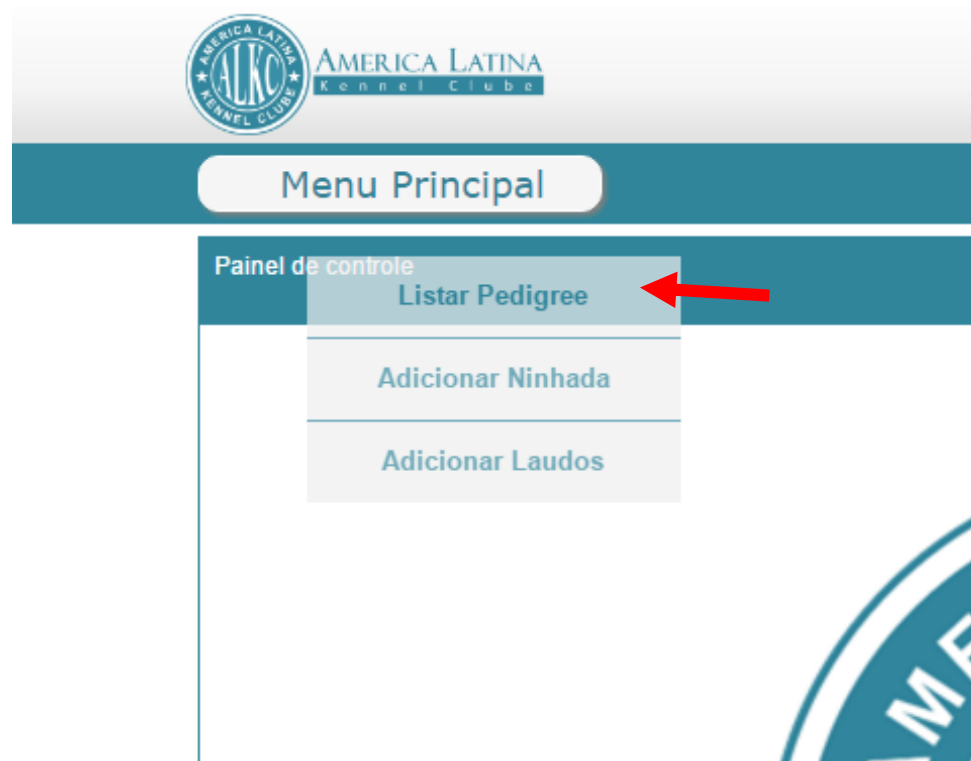 AMERICA LATINA
ALKC
KENNEL CLUBE
AMERICA LATINA
Kennel Clube
Menu Principal
Painel de controle
Listar Pedigree
Adicionar Ninhada
Adicionar Laudos
AME